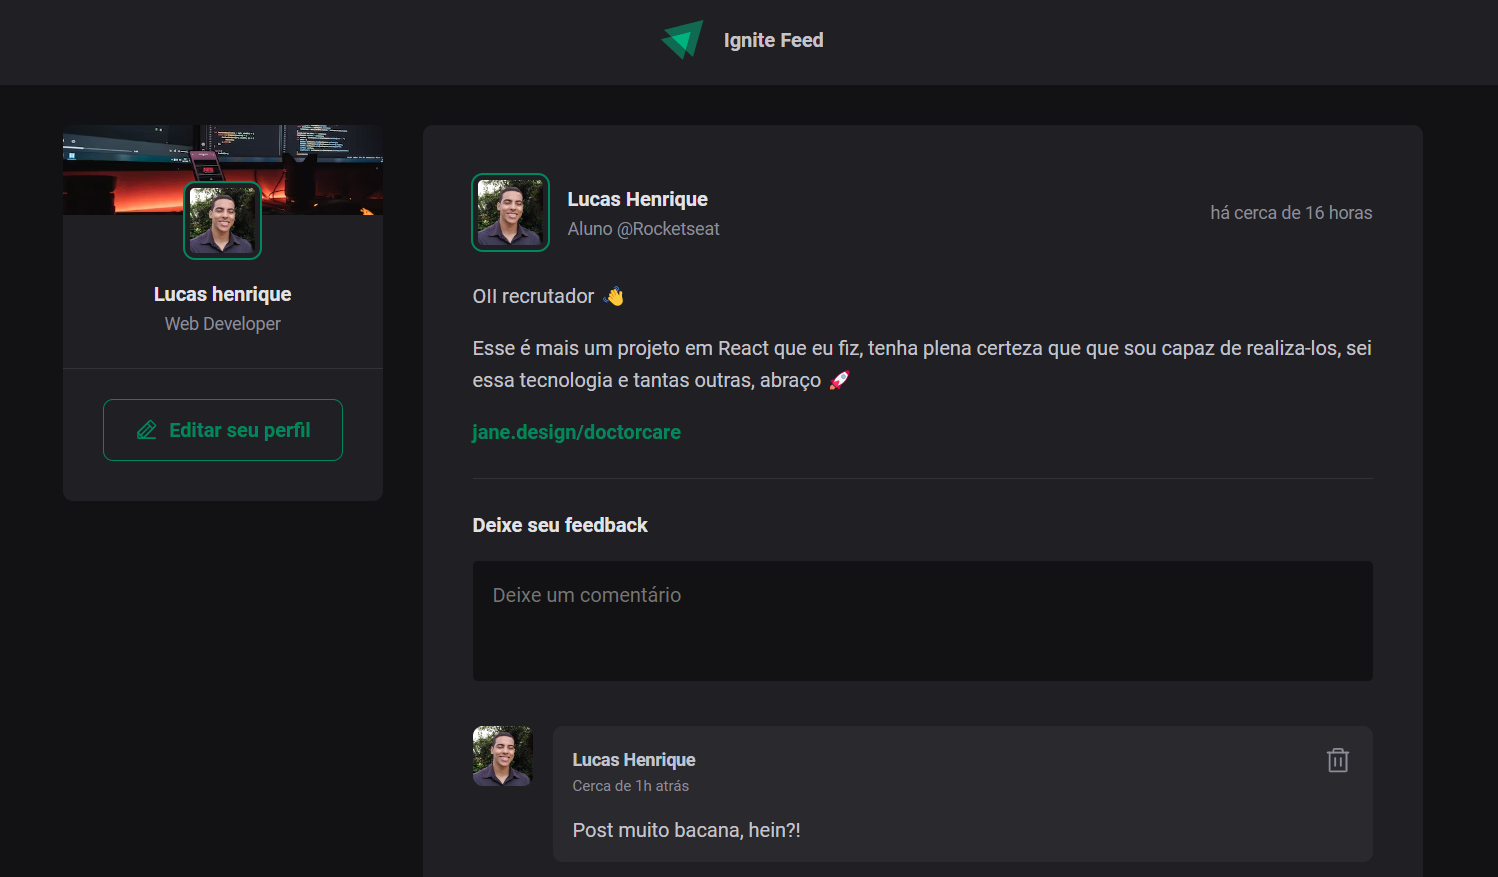 Ignite Feed
Lucas henrique
Web Developer
Editar seu perfil
Lucas Henrique
Aluno @Rocketseat
há cerca de 16 horas
OII recrutador 👋
Esse é mais um projeto em React que eu fiz, tenha plena certeza que que sou capaz de realiza-los, sei
essa tecnologia e tantas outras, abraço 🚀
jane.design/doctorcare
Deixe seu feedback
Deixe um comentário
Lucas Henrique
Cerca de 1h atrás
Post muito bacana, hein?!